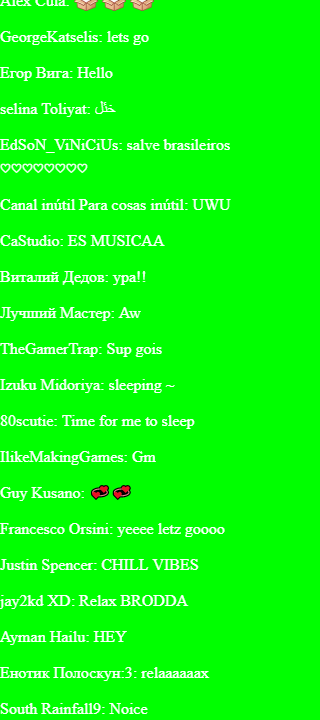 Alex Cula: 📦 📦 📦
GeorgeKatselis: lets go
Егор Вига: Hello
selina Toliyat:
EdSoN_ViNiCiUs: salve brasileiros
♡♡♡♡♡♡♡♡
Canal inútil Para cosas inútil: UWU
CaStudio: ES MUSICAA
Виталий Дедов: ура!!
Лучший Мастер: Aw
TheGamerTrap: Sup gois
Izuku Midoriya: sleeping ~
80scutie: Time for me to sleep
IlikeMakingGames: Gm
Guy Kusano: 💞💞
Francesco Orsini: yeeee letz goooo
Justin Spencer: CHILL VIBES
jay2kd XD: Relax BRODDA
Ayman Hailu: HEY
Енотик Полоскун:3: relaaaaaax
South Rainfall9: Noice